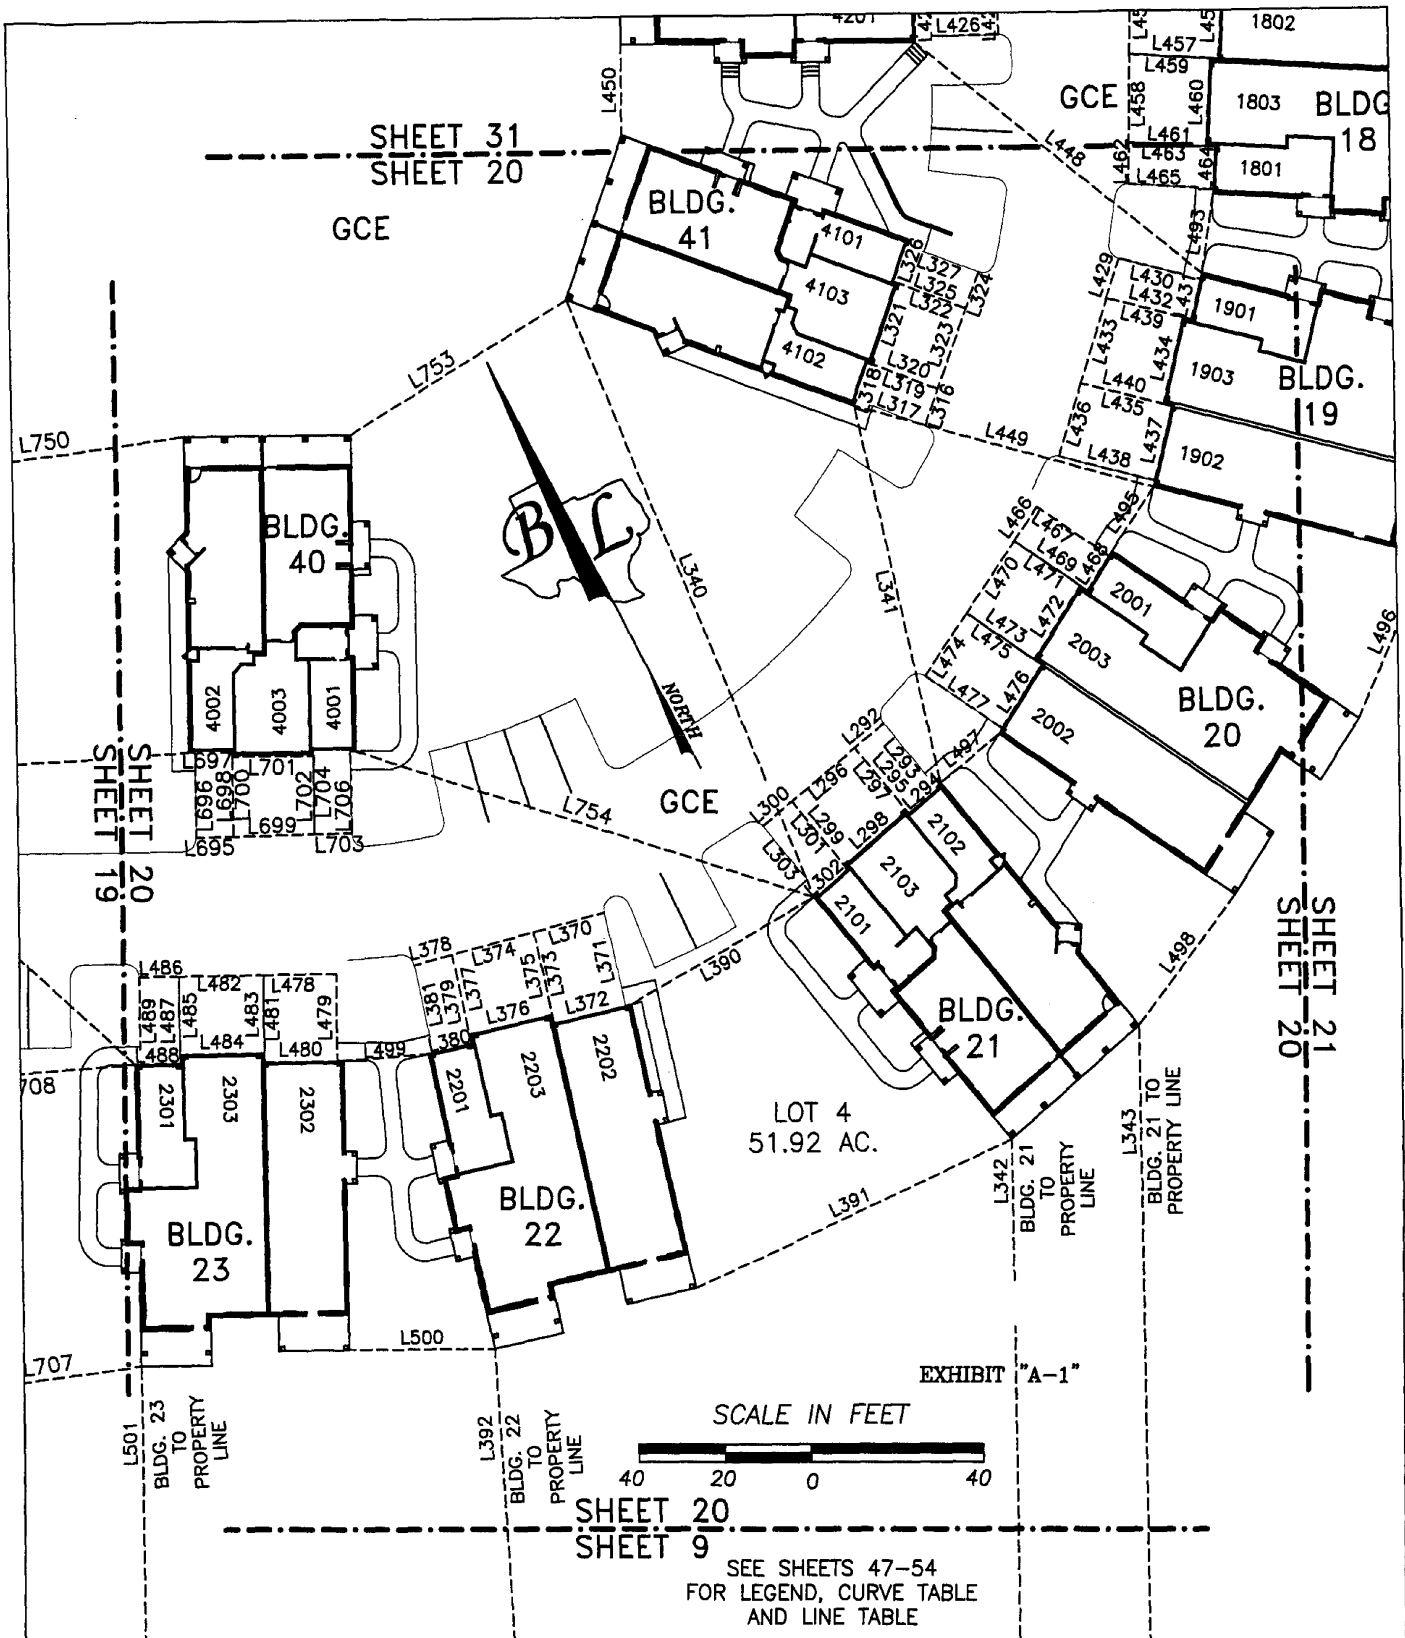 4201
L426
L457
L459
1802
L450
GCE
L458
L460
1803
BLDG
18
SHEET 31
SHEET 20
L448
L461
L463
L462
L464
L465
1801
GCE
BLDG.
41
4101
L326
L327
L325
L324
L322
4103
L321
L323
4102
L320
L319
L318
L317
L316
L493
L429
L430
L432
L431
L439
1901
L433
L434
1903
BLDG.
19
L440
L435
L436
L437
L438
1902
L753
L750
L449
BLDG.
40
B L
L340
L341
NORTH
L466
L467
L495
L469
L468
L470
L471
L472
2001
L473
L475
2003
L474
L476
L477
BLDG.
20
2002
L496
4002
4003
4001
L697
L701
L696
L698
L700
L702
L704
L706
L699
L695
L703
SHEET 20
SHEET 19
GCE
L754
L292
L293
L295
L297
L294
L296
L497
L300
L299
L301
L298
L303
L302
2102
2103
2101
BLDG.
21
L498
SHEET 21
SHEET 20
L378
L374
L370
L381
L379
L377
L375
L373
L371
L376
L372
L380
L390
L486
L482
L478
L489
L487
L485
L483
L481
L479
L484
L488
L480
L499
708
2301
2303
2302
2201
2203
2202
BLDG.
23
BLDG.
22
LOT 4
51.92 AC.
L391
L342
BLDG. 21
TO
PROPERTY
LINE
L343
BLDG. 21 TO
PROPERTY LINE
L500
L707
L501
BLDG. 23
TO
PROPERTY
LINE
L392
BLDG. 22
TO
PROPERTY
LINE
EXHIBIT "A-1"
SCALE IN FEET
40 20 0 40
SHEET 20
SHEET 9
SEE SHEETS 47-54
FOR LEGEND, CURVE TABLE
AND LINE TABLE